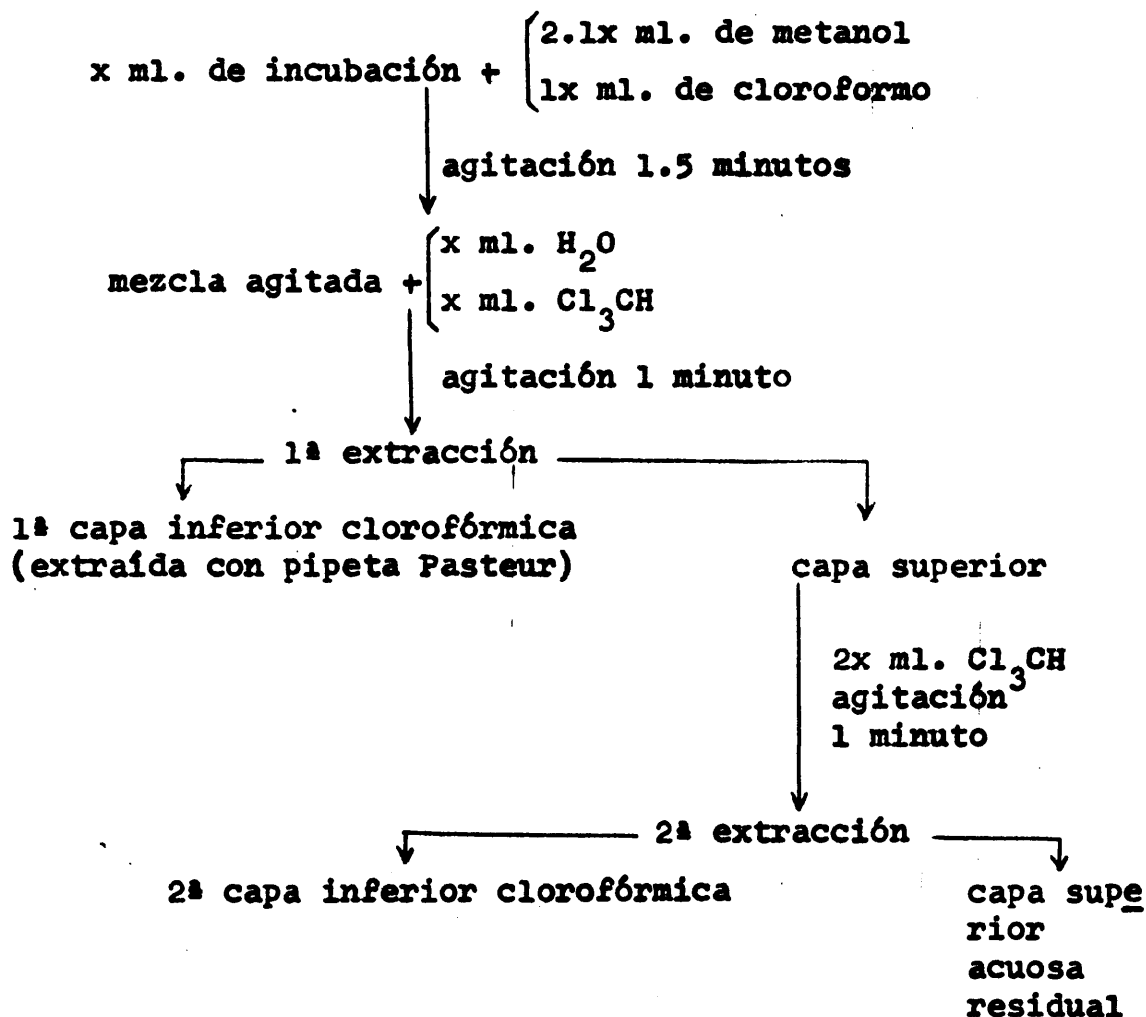 x ml. de incubación + 2.1x ml. de metanol
1x ml. de cloroformo
agitación 1.5 minutos
mezcla agitada + x ml. H₂O
x ml. Cl₃CH
agitación 1 minuto
1ª extracción
1ª capa inferior clorofórmica
(extraída con pipeta Pasteur)
capa superior
2x ml. Cl₃CH
agitación
1 minuto
2ª extracción
2ª capa inferior clorofórmica
capa supe
rior
acuosa
residual